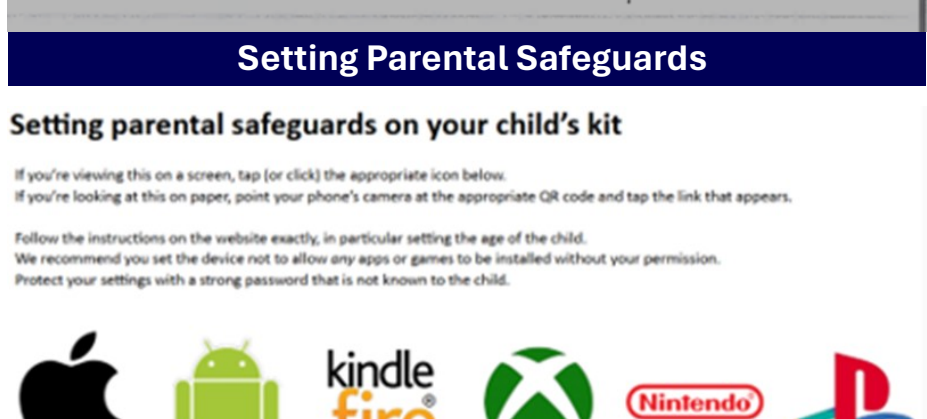 Setting Parental Safeguards
Setting parental safeguards on your child's kit
If you're viewing this on a screen, tap (or click) the appropriate icon below.
If you're looking at this on paper, point your phone's camera at the appropriate QR code and tap the link that appears.
Follow the instructions on the website exactly, in particular setting the age of the child.
We recommend you set the device not to allow any apps or games to be installed without your permission.
Protect your settings with a strong password that is not known to the child.
kindle
fire®
Nintendo®